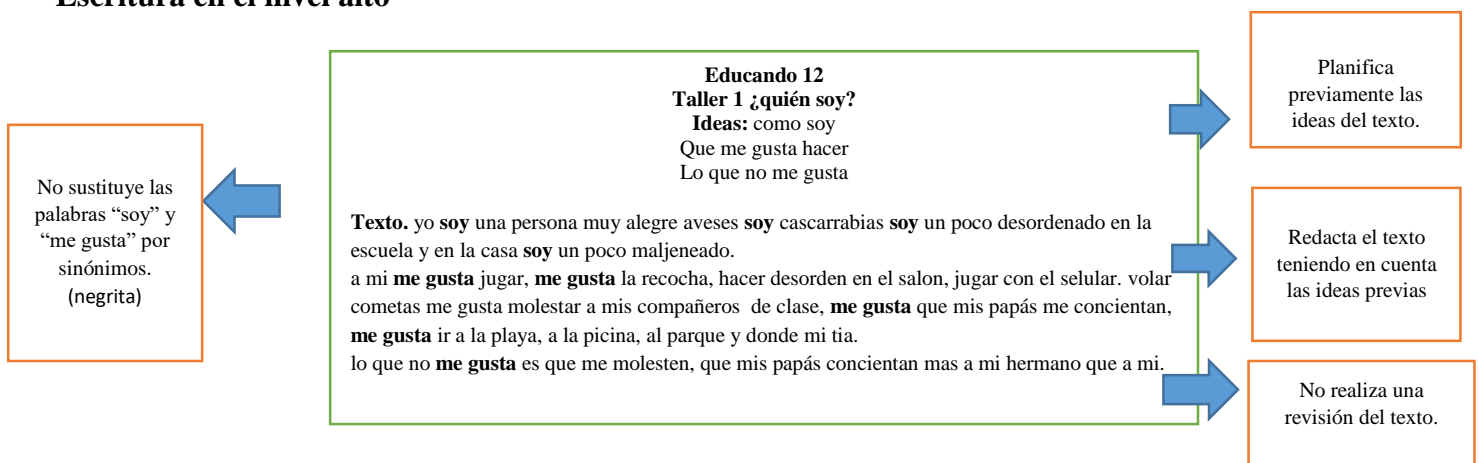 Escritura en el nivel alto
Educando 12
Taller 1 ¿quién soy?
Ideas: como soy
Que me gusta hacer
Lo que no me gusta
Texto. yo soy una persona muy alegre aveses soy cascarrabias soy un poco desordenado en la
escuela y en la casa soy un poco maljeneado.
a mi me gusta jugar, me gusta la recocha, hacer desorden en el salon, jugar con el selular. volar
cometas me gusta molestar a mis compañeros de clase, me gusta que mis papás me concientan,
me gusta ir a la playa, a la picina, al parque y donde mi tia.
lo que no me gusta es que me molesten, que mis papás concientan mas a mi hermano que a mi.
No sustituye las
palabras “soy” y
“me gusta” por
sinónimos.
(negrita)
Planifica
previamente las
ideas del texto.
Redacta el texto
teniendo en cuenta
las ideas previas
No realiza una
revisión del texto.